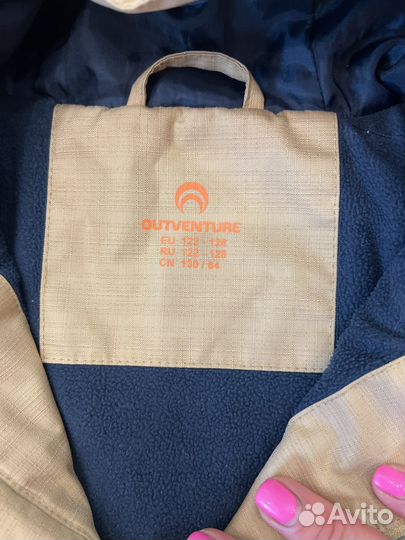 OUTVENTURE
EU 122 - 128
RU 122 - 128
CN 130 / 64
Avito